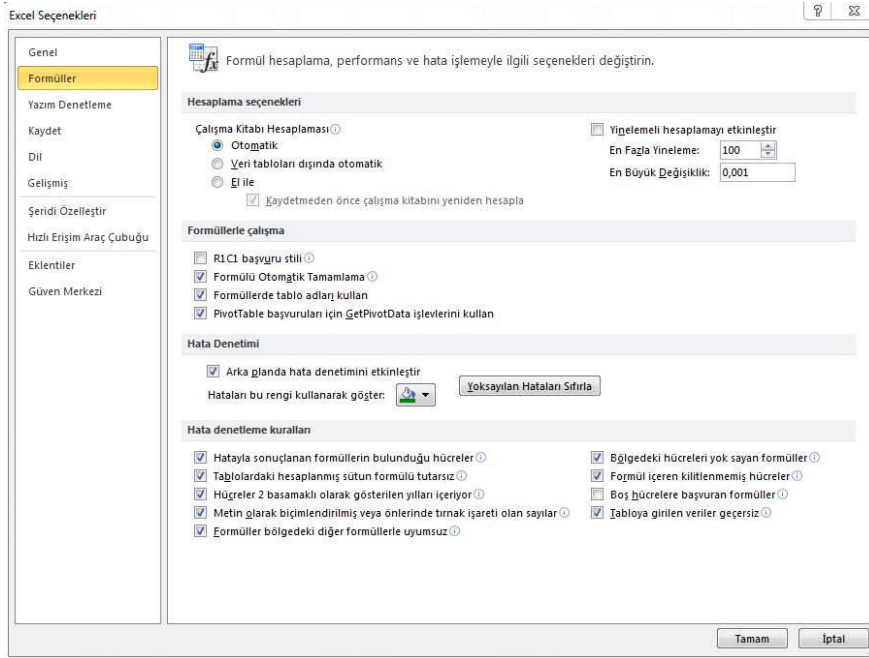 Excel Seçenekleri
Genel
Formüller
Yazım Denetleme
Kaydet
Dil
Gelişmiş
Şeridi Özelleştir
Hızlı Erişim Araç Çubuğu
Eklentiler
Güven Merkezi
Formül hesaplama, performans ve hata işlemeyle ilgili seçenekleri değiştirin.
Hesaplama seçenekleri
Çalışma Kitabı Hesaplaması
Otomatik
Veri tabloları dışında otomatik
El ile
Kaydetmeden önce çalışma kitabını yeniden hesapla
Yinelemeli hesaplamayı etkinleştir
En Fazla Yineleme: 100
En Büyük Değişiklik: 0,001
Formüllerle çalışma
R1C1 başvuru stili
Formülü Otomatik Tamamlama
Formüllerde tablo adları kullan
PivotTable başvuruları için GetPivotData işlevlerini kullan
Hata Denetimi
Arka planda hata denetimini etkinleştir
Hataları bu rengi kullanarak göster:
Yoksayılan Hataları Sıfırla
Hata denetleme kuralları
Hatayla sonuçlanan formüllerin bulunduğu hücreler
Tablolardaki hesaplanmış sütun formülü tutarsız
Hücreler 2 basamaklı olarak gösterilen yılları içeriyor
Metin olarak biçimlendirilmiş veya önlerinde tırnak işareti olan sayılar
Formüller bölgedeki diğer formüllerle uyumsuz
Bölgedeki hücreleri yok sayan formüller
Formül içeren kilitlenmemiş hücreler
Boş hücrelere başvuran formüller
Tabloya girilen veriler geçersiz
Tamam
İptal